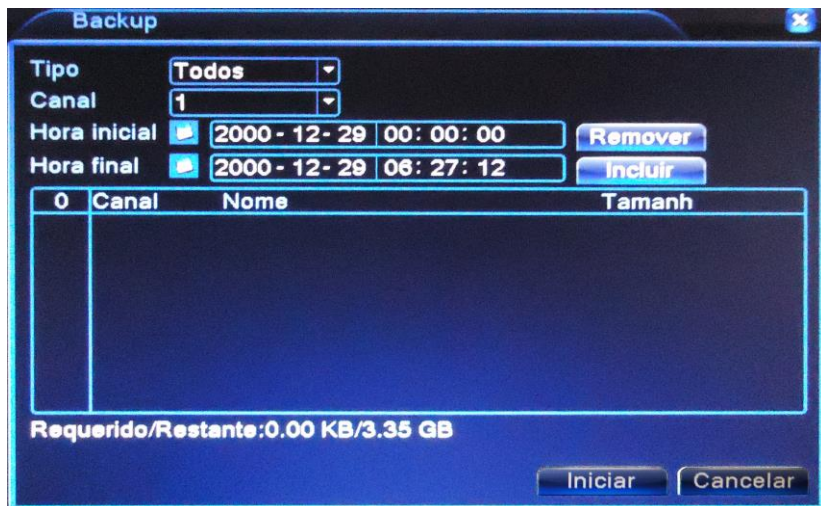 Backup
Tipo Todos
Canal 1
Hora inicial 2000-12-29 00:00:00 Remover
Hora final 2000-12-29 06:27:12 Incluir
0 Canal Nome Tamanh
Requerido/Restante:0.00 KB/3.35 GB
Iniciar Cancelar